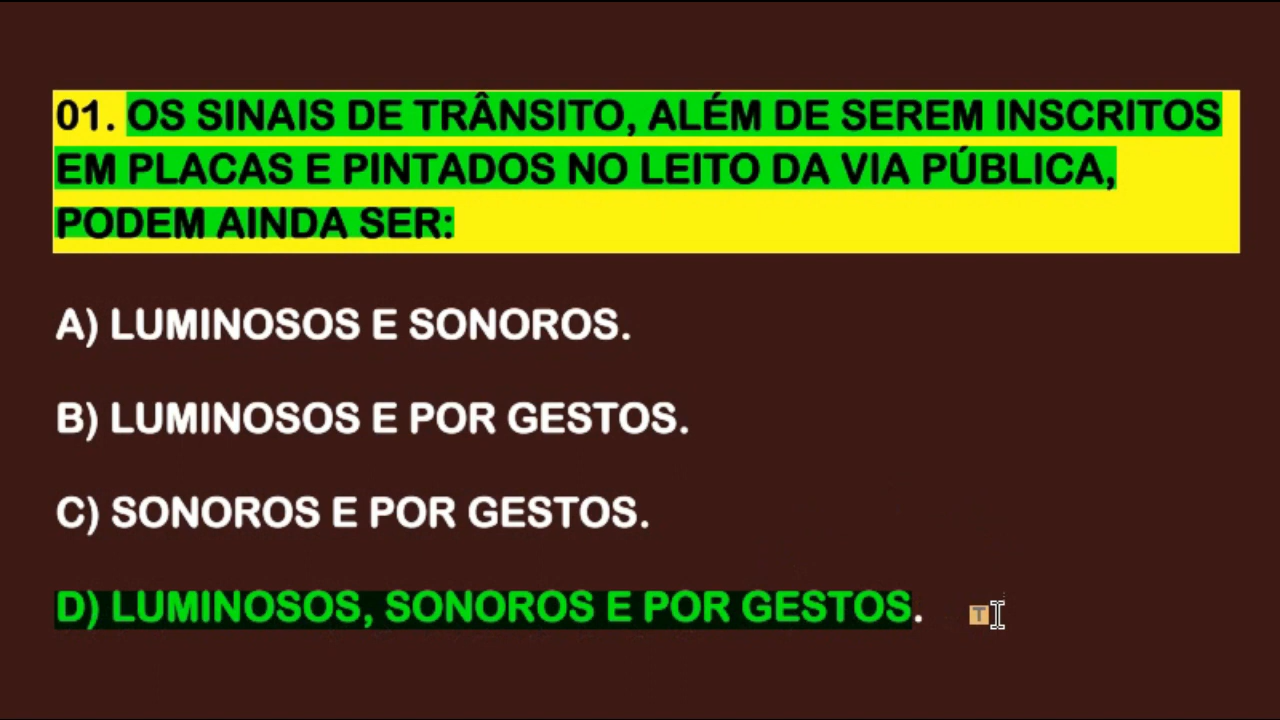 01. OS SINAIS DE TRÂNSITO, ALÉM DE SEREM INSCRITOS
EM PLACAS E PINTADOS NO LEITO DA VIA PÚBLICA,
PODEM AINDA SER:
A) LUMINOSOS E SONOROS.
B) LUMINOSOS E POR GESTOS.
C) SONOROS E POR GESTOS.
D) LUMINOSOS, SONOROS E POR GESTOS.
T